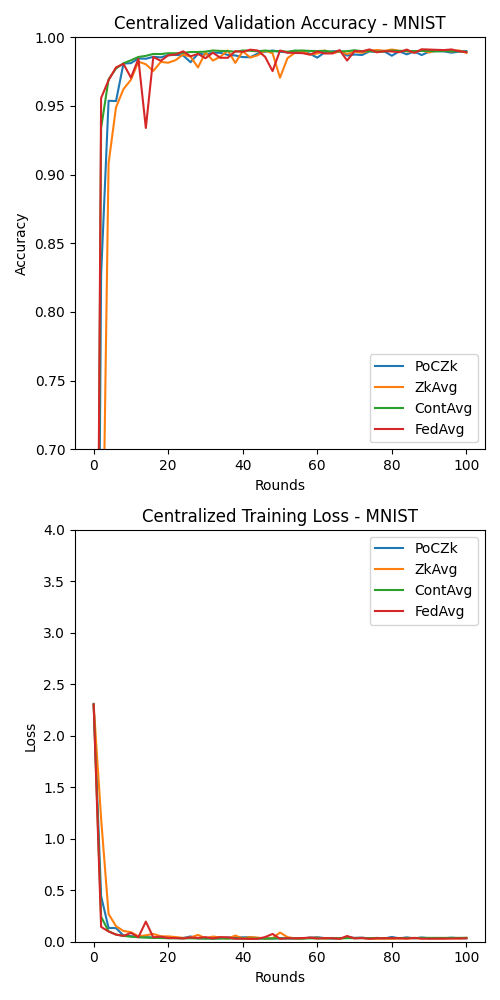 Centralized Validation Accuracy - MNIST
1.00
0.95
0.90
0.85
0.80
0.75
0.70
Accuracy
PoCZk
ZkAvg
ContAvg
FedAvg
0 20 40 60 80 100
Rounds
Centralized Training Loss - MNIST
4.0
3.5
3.0
2.5
2.0
1.5
1.0
0.5
0.0
Loss
PoCZk
ZkAvg
ContAvg
FedAvg
0 20 40 60 80 100
Rounds